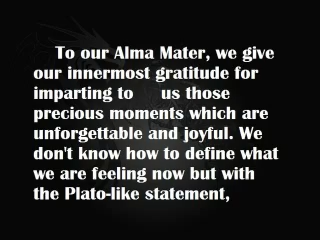 To our Alma Mater, we give
our innermost gratitude for
imparting to us those
precious moments which are
unforgettable and joyful. We
don't know how to define what
we are feeling now but with
the Plato-like statement,